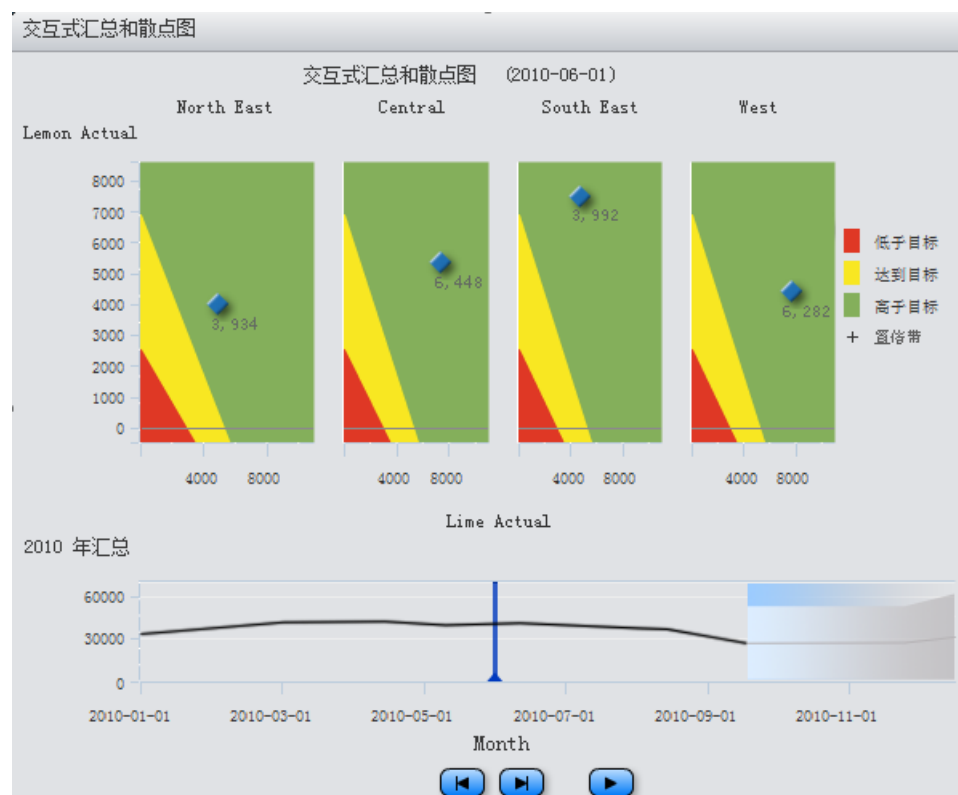 交互式汇总和散点图
交互式汇总和散点图 (2010-06-01)
North East Central South East West
Lemon Actual
8000
7000
6000
5000
4000
3000
2000
1000
0
3,934
6,448
3,992
6,282
低于目标
达到目标
高于目标
+ 置信带
4000 8000 4000 8000 4000 8000 4000 8000
Lime Actual
2010 年汇总
60000
30000
0
2010-01-01 2010-03-01 2010-05-01 2010-07-01 2010-09-01 2010-11-01
Month